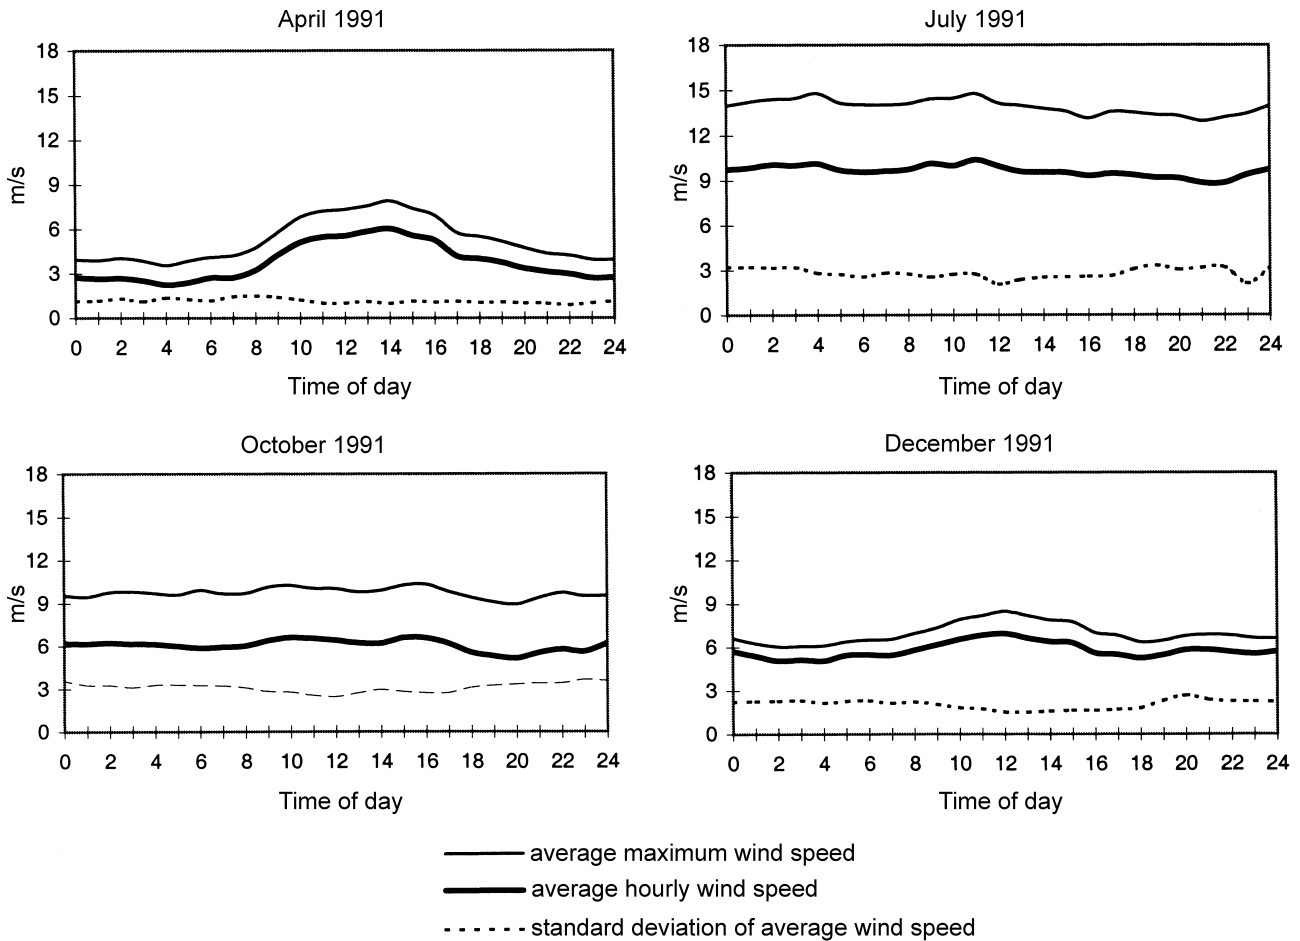 April 1991
18
15
12
9
6
3
0
m/s
0 2 4 6 8 10 12 14 16 18 20 22 24
Time of day
July 1991
18
15
12
9
6
3
0
m/s
0 2 4 6 8 10 12 14 16 18 20 22 24
Time of day
October 1991
18
15
12
9
6
3
0
m/s
0 2 4 6 8 10 12 14 16 18 20 22 24
Time of day
December 1991
18
15
12
9
6
3
0
m/s
0 2 4 6 8 10 12 14 16 18 20 22 24
Time of day
average maximum wind speed
average hourly wind speed
standard deviation of average wind speed